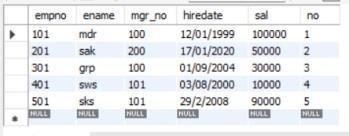 empno ename mgr_no hiredate sal no
101 mdr 100 12/01/1999 100000 1
201 sak 200 17/01/2020 50000 2
301 grp 100 01/09/2004 30000 3
401 sws 101 03/08/2000 10000 4
501 sks 101 29/2/2008 90000 5
NULL NULL NULL NULL NULL NULL